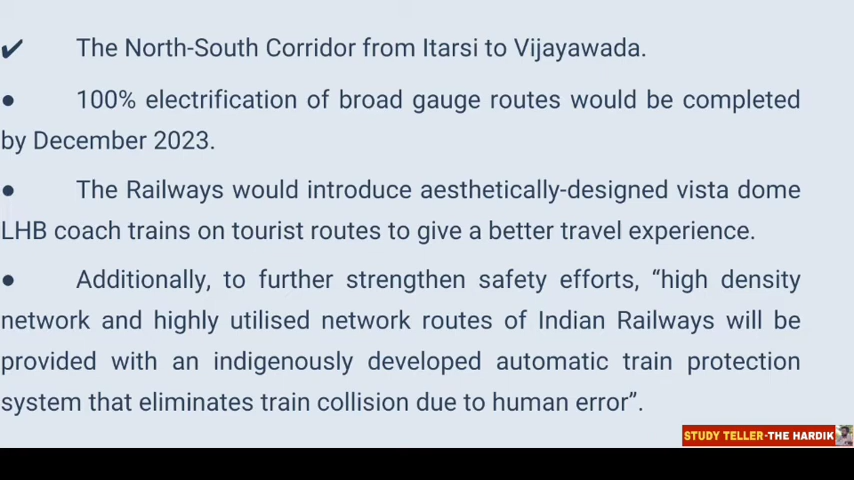 ✔ The North-South Corridor from Itarsi to Vijayawada.
● 100% electrification of broad gauge routes would be completed
by December 2023.
● The Railways would introduce aesthetically-designed vista dome
LHB coach trains on tourist routes to give a better travel experience.
● Additionally, to further strengthen safety efforts, “high density
network and highly utilised network routes of Indian Railways will be
provided with an indigenously developed automatic train protection
system that eliminates train collision due to human error”.
STUDY TELLER-THE HARDIK